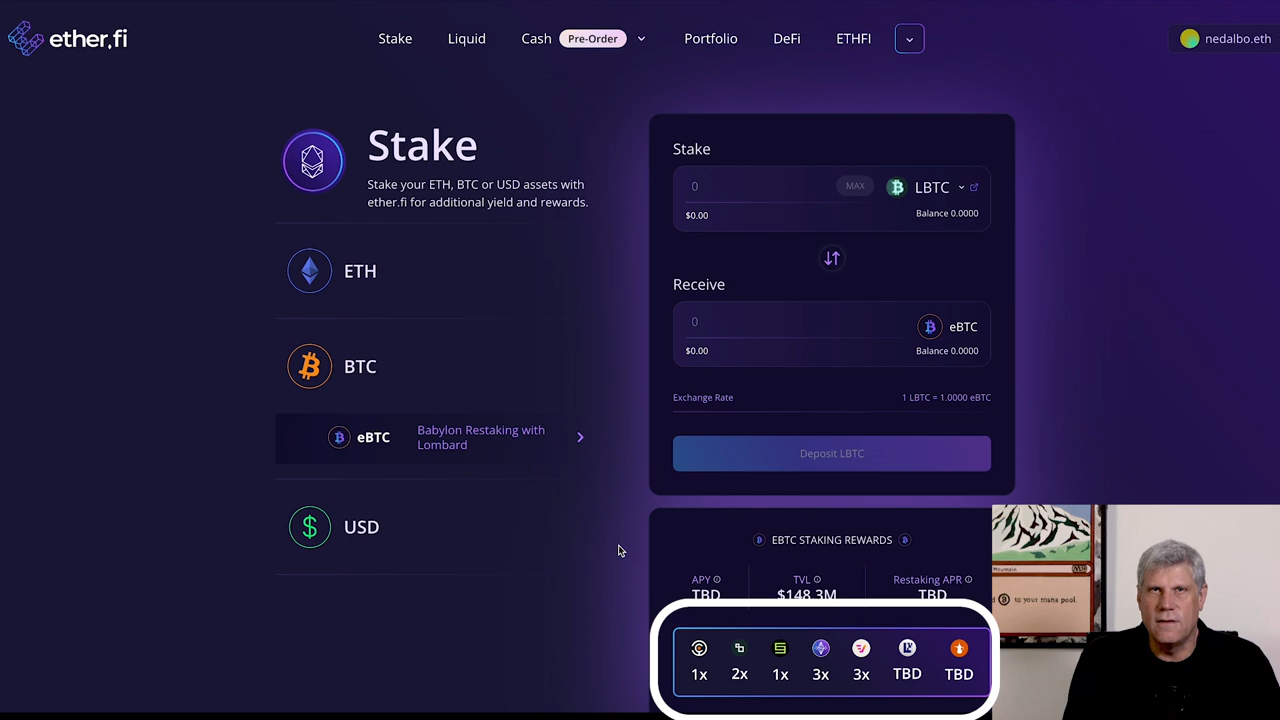 ether.fi
Stake
Liquid
Cash Pre-Order
Portfolio
DeFi
ETHFI
nedalbo.eth
Stake
Stake your ETH, BTC or USD assets with
ether.fi for additional yield and rewards.
ETH
BTC
eBTC
Babylon Restaking with
Lombard
USD
Stake
0
MAX
LBTC
$0.00
Balance 0.0000
Receive
0
eBTC
$0.00
Balance 0.0000
Exchange Rate
1 LBTC = 1.0000 eBTC
Deposit LBTC
EBTC STAKING REWARDS
APY
TBD
TVL
$148.3M
Restaking APR
TBD
1x
2x
1x
3x
3x
TBD
TBD
Mountain
to your mana pool.